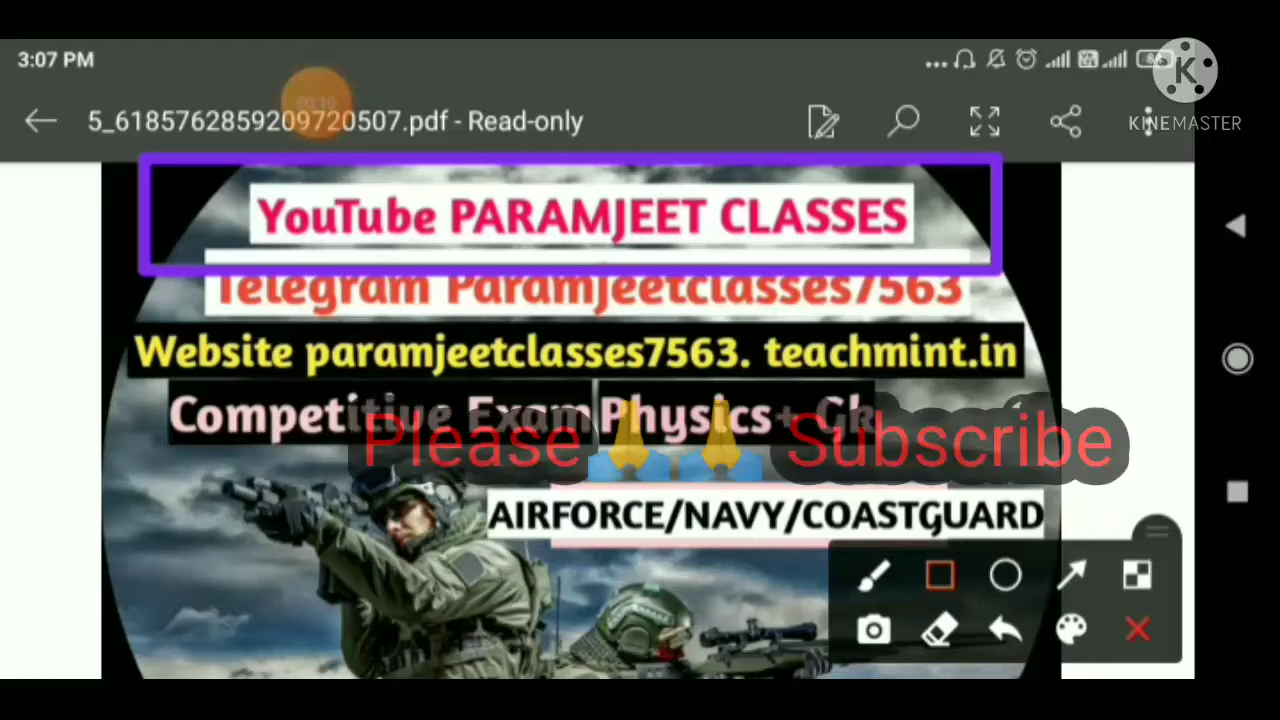 3:07 PM
5_6185762859209720507.pdf - Read-only
KINEMASTER
YouTube PARAMJEET CLASSES
Telegram Paramjeetclasses7563
Website paramjeetclasses7563. teachmint.in
Competitive Exam Physics+ Gk
Please🙏🙏 Subscribe
AIRFORCE/NAVY/COASTGUARD